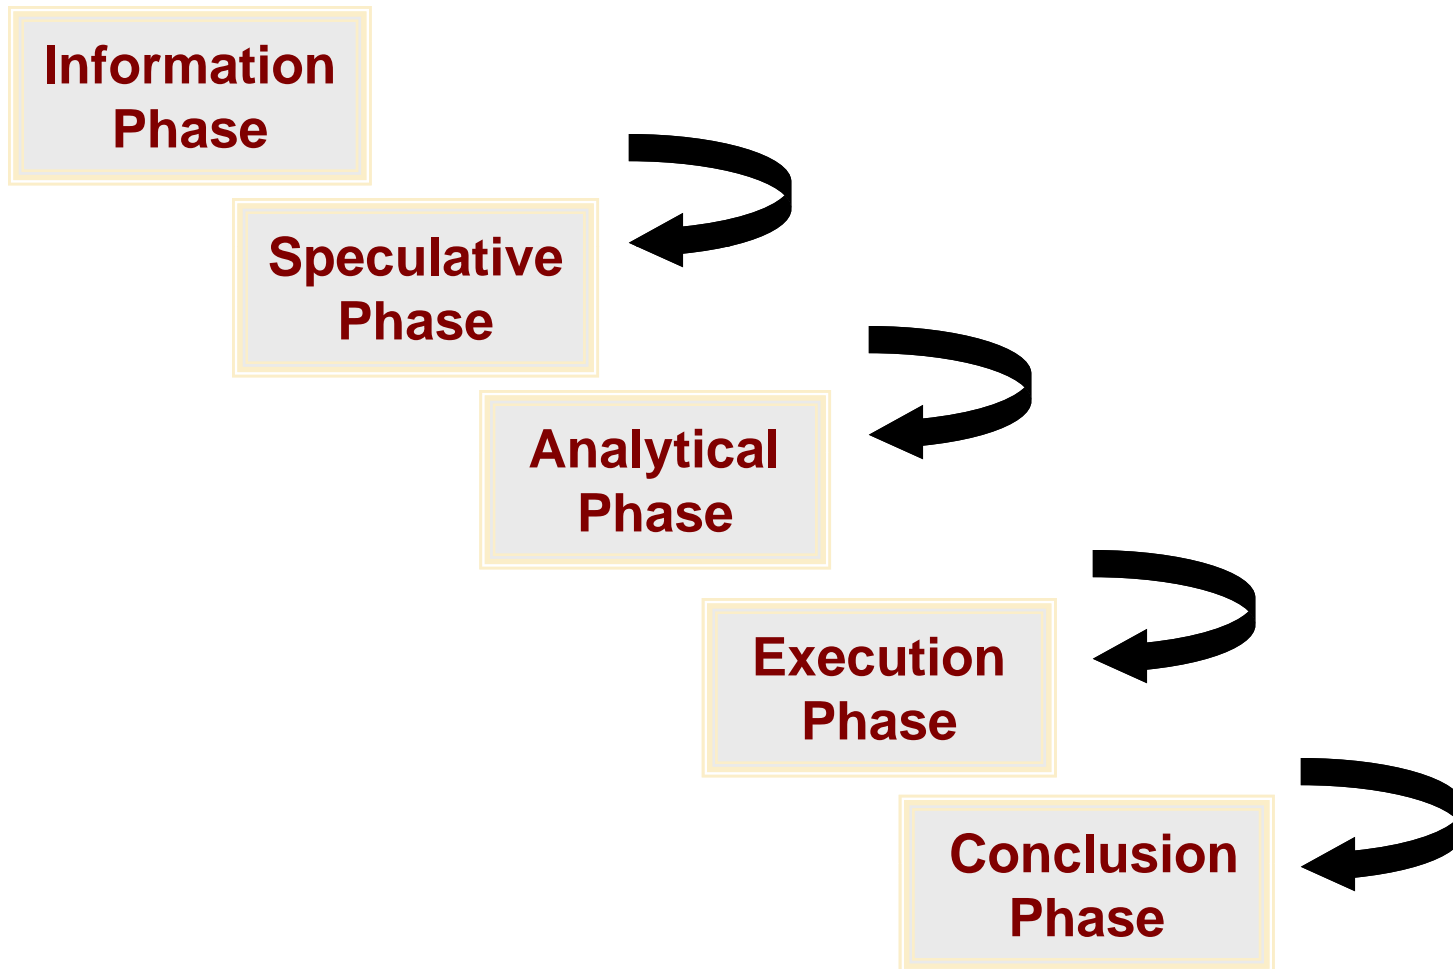 Information
Phase
Speculative
Phase
Analytical
Phase
Execution
Phase
Conclusion
Phase